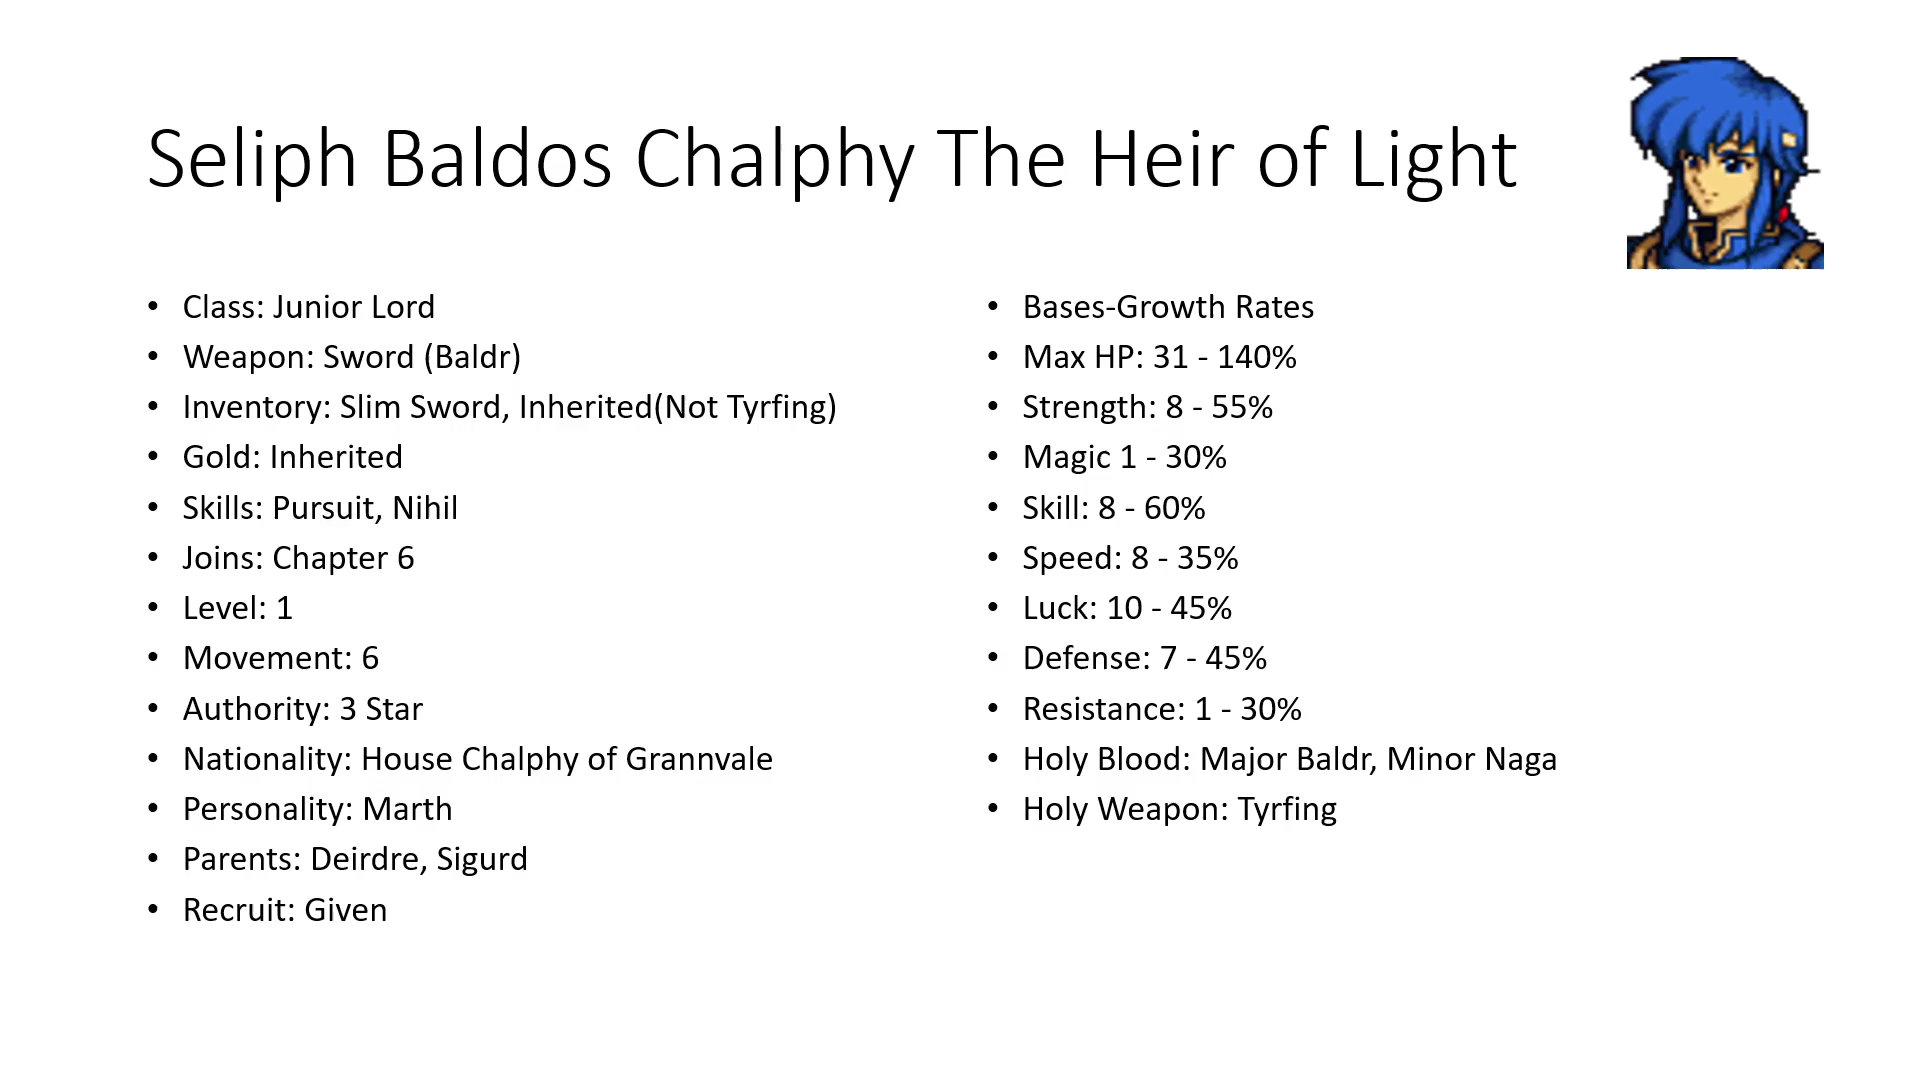 Seliph Baldos Chalphy The Heir of Light
• Class: Junior Lord
• Weapon: Sword (Baldr)
• Inventory: Slim Sword, Inherited(Not Tyrfing)
• Gold: Inherited
• Skills: Pursuit, Nihil
• Joins: Chapter 6
• Level: 1
• Movement: 6
• Authority: 3 Star
• Nationality: House Chalphy of Grannvale
• Personality: Marth
• Parents: Deirdre, Sigurd
• Recruit: Given
• Bases-Growth Rates
• Max HP: 31 - 140%
• Strength: 8 - 55%
• Magic 1 - 30%
• Skill: 8 - 60%
• Speed: 8 - 35%
• Luck: 10 - 45%
• Defense: 7 - 45%
• Resistance: 1 - 30%
• Holy Blood: Major Baldr, Minor Naga
• Holy Weapon: Tyrfing